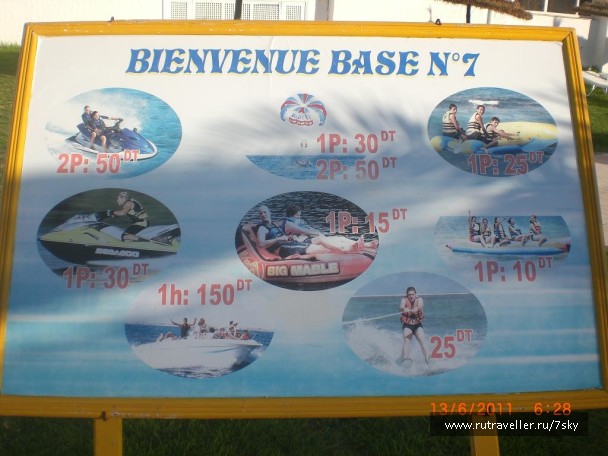 BIENVENUE BASE N°7
2P: 50 DT
1P: 30 DT
2P: 50 DT
1P: 25 DT
1P: 30 DT
1P: 15 DT
BIG MABLE
1P: 10 DT
1h: 150 DT
25 DT
13/6/2011 6:28
www.rutraveller.ru/7sky